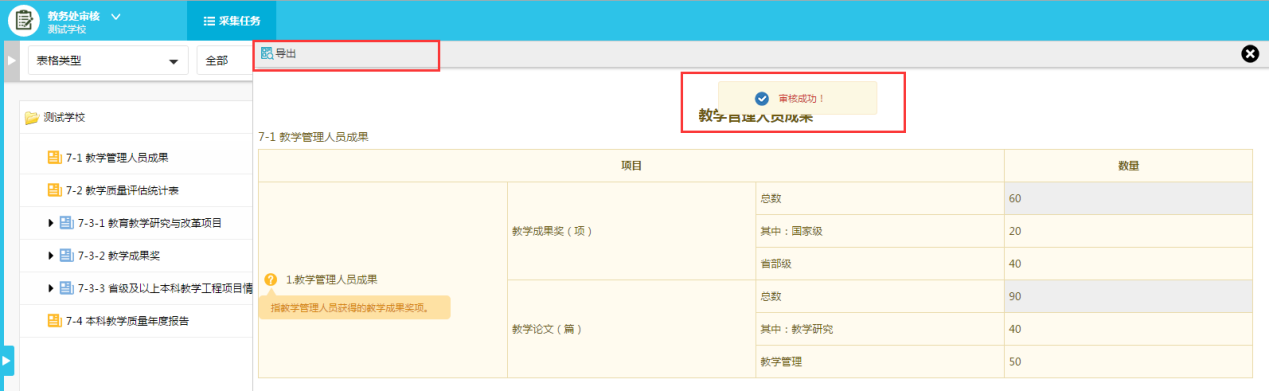 教务处审核
测试学校
采集任务
表格类型
全部
导出
测试学校
7-1 教学管理人员成果
7-2 教学质量评估统计表
7-3-1 教育教学研究与改革项目
7-3-2 教学成果奖
7-3-3 省级及以上本科教学工程项目情
7-4 本科教学质量年度报告
审核成功！
教学管理人员成果
7-1 教学管理人员成果
项目 数量
1.教学管理人员成果
指教学管理人员获得的教学成果奖项。
教学成果奖（项）
总数 60
其中：国家级 20
省部级 40
教学论文（篇）
总数 90
其中：教学研究 40
教学管理 50